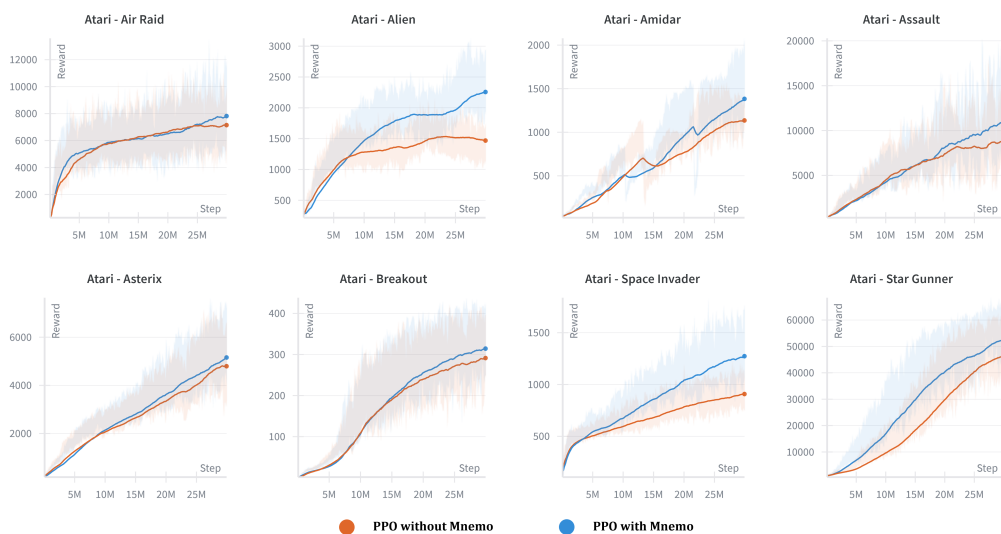 Atari - Air Raid
Reward
12000
10000
8000
6000
4000
2000
Step
5M 10M 15M 20M 25M
Atari - Alien
Reward
3000
2500
2000
1500
1000
500
Step
5M 10M 15M 20M 25M
Atari - Amidar
Reward
2000
1500
1000
500
Step
5M 10M 15M 20M 25M
Atari - Assault
Reward
20000
15000
10000
5000
5M 10M 15M 20M 25M
Atari - Asterix
Reward
6000
4000
2000
Step
5M 10M 15M 20M 25M
Atari - Breakout
Reward
400
300
200
100
Step
5M 10M 15M 20M 25M
Atari - Space Invader
Reward
1500
1000
500
Step
5M 10M 15M 20M 25M
Atari - Star Gunner
Reward
60000
50000
40000
30000
20000
10000
5M 10M 15M 20M 25M
PPO without Mnemo
PPO with Mnemo